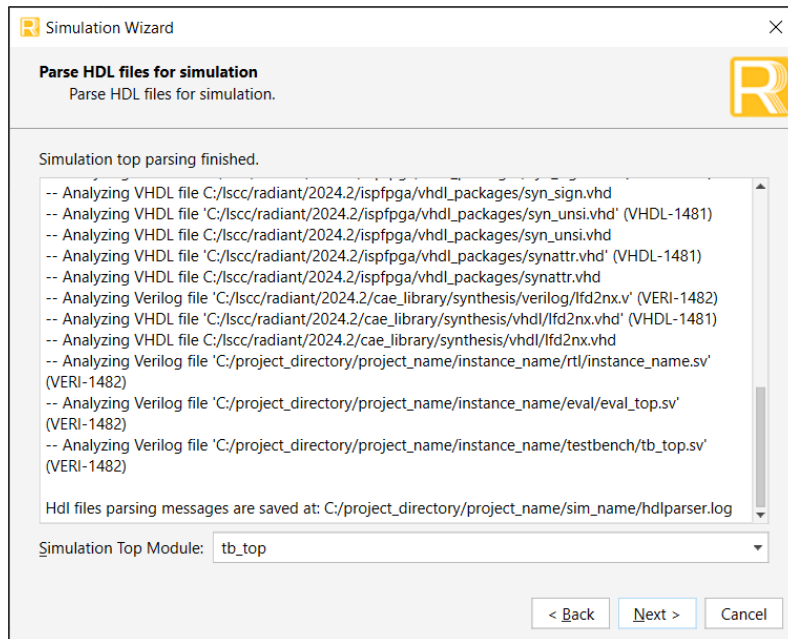 Simulation Wizard
Parse HDL files for simulation
Parse HDL files for simulation.
Simulation top parsing finished.
-- Analyzing VHDL file C:/lscc/radiant/2024.2/ispfpga/vhdl_packages/syn_sign.vhd
-- Analyzing VHDL file 'C:/lscc/radiant/2024.2/ispfpga/vhdl_packages/syn_unsi.vhd' (VHDL-1481)
-- Analyzing VHDL file C:/lscc/radiant/2024.2/ispfpga/vhdl_packages/syn_unsi.vhd
-- Analyzing VHDL file 'C:/lscc/radiant/2024.2/ispfpga/vhdl_packages/synattr.vhd' (VHDL-1481)
-- Analyzing VHDL file C:/lscc/radiant/2024.2/ispfpga/vhdl_packages/synattr.vhd
-- Analyzing Verilog file 'C:/lscc/radiant/2024.2/cae_library/synthesis/verilog/lfd2nx.v' (VERI-1482)
-- Analyzing VHDL file 'C:/lscc/radiant/2024.2/cae_library/synthesis/vhdl/lfd2nx.vhd' (VHDL-1481)
-- Analyzing VHDL file C:/lscc/radiant/2024.2/cae_library/synthesis/vhdl/lfd2nx.vhd
-- Analyzing Verilog file 'C:/project_directory/project_name/instance_name/rtl/instance_name.sv'
(VERI-1482)
-- Analyzing Verilog file 'C:/project_directory/project_name/instance_name/eval/eval_top.sv'
(VERI-1482)
-- Analyzing Verilog file 'C:/project_directory/project_name/instance_name/testbench/tb_top.sv'
(VERI-1482)
Hdl files parsing messages are saved at: C:/project_directory/project_name/sim_name/hdlparser.log
Simulation Top Module: tb_top
< Back Next > Cancel